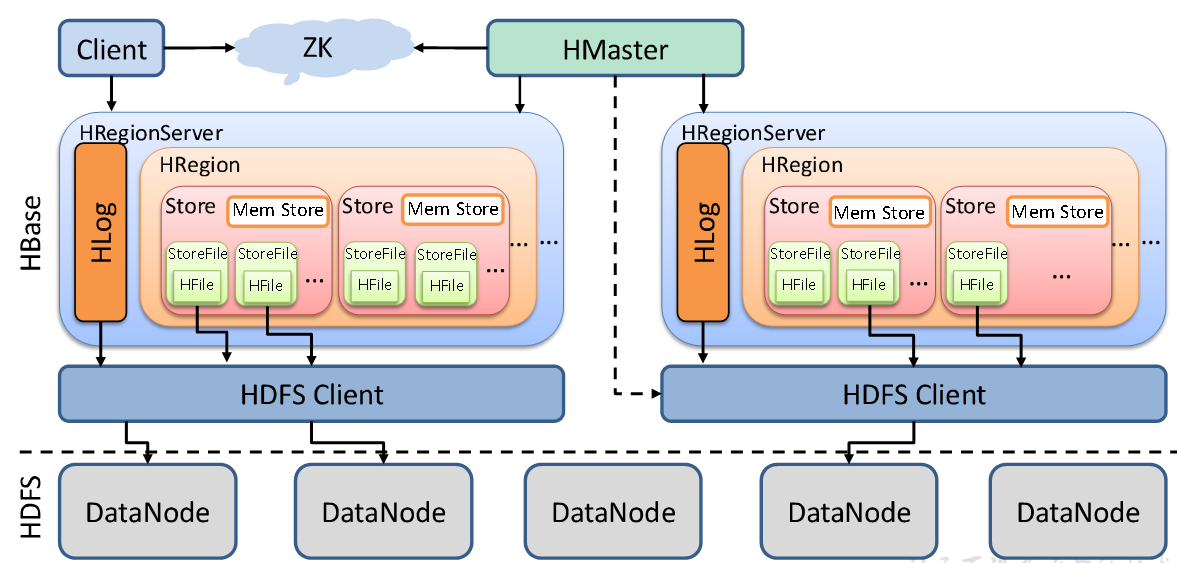 Client
ZK
HMaster
HBase
HRegionServer
HLog
HRegion
Store
Mem Store
StoreFile
HFile
StoreFile
HFile
...
Store
Mem Store
StoreFile
HFile
StoreFile
HFile
...
...
...
HRegionServer
HLog
HRegion
Store
Mem Store
StoreFile
HFile
StoreFile
HFile
...
Store
Mem Store
StoreFile
HFile
...
...
...
HDFS Client
HDFS Client
HDFS
DataNode
DataNode
DataNode
DataNode
DataNode